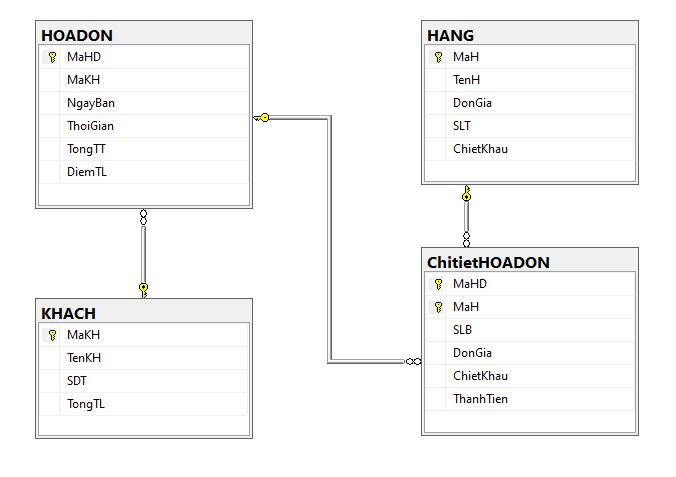 HOADON
MaHD
MaKH
NgayBan
ThoiGian
TongTT
DiemTL
HANG
MaH
TenH
DonGia
SLT
ChietKhau
KHACH
MaKH
TenKH
SDT
TongTL
ChitietHOADON
MaHD
MaH
SLB
DonGia
ChietKhau
ThanhTien